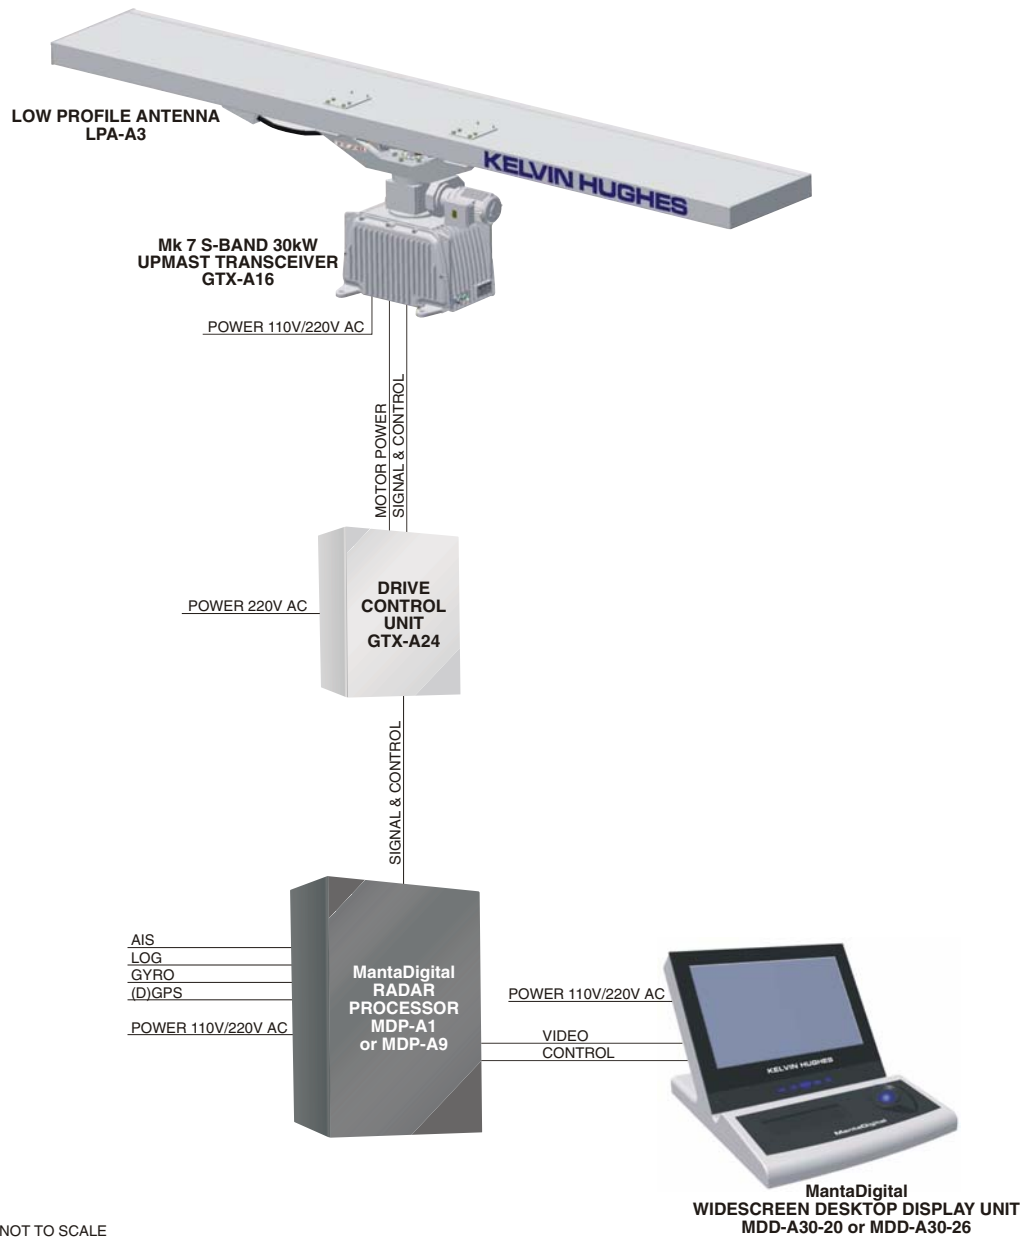 LOW PROFILE ANTENNA
LPA-A3
KELVIN HUGHES
Mk 7 S-BAND 30kW
UPMAST TRANSCEIVER
GTX-A16
POWER 110V/220V AC
MOTOR POWER
SIGNAL & CONTROL
DRIVE
CONTROL
UNIT
GTX-A24
POWER 220V AC
SIGNAL & CONTROL
AIS
LOG
GYRO
(D)GPS
POWER 110V/220V AC
MantaDigital
RADAR
PROCESSOR
MDP-A1
or MDP-A9
POWER 110V/220V AC
VIDEO
CONTROL
KELVIN HUGHES
MantaDigital
MantaDigital
WIDESCREEN DESKTOP DISPLAY UNIT
MDD-A30-20 or MDD-A30-26
NOT TO SCALE